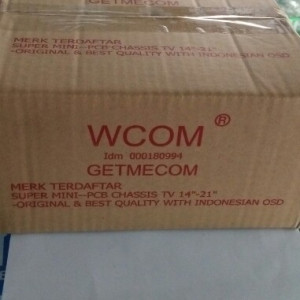 GETMECOM
MERK TERDAFTAR
SUPER MINI-PCB CHASSIS TV 14"-21"
-ORIGINAL & BEST QUALITY WITH INDONESIAN OSD
WCOM ®
Idm 000180994
GETMECOM
MERK TERDAFTAR
SUPER MINI-PCB CHASSIS TV 14"-21"
-ORIGINAL & BEST QUALITY WITH INDONESIAN OSD